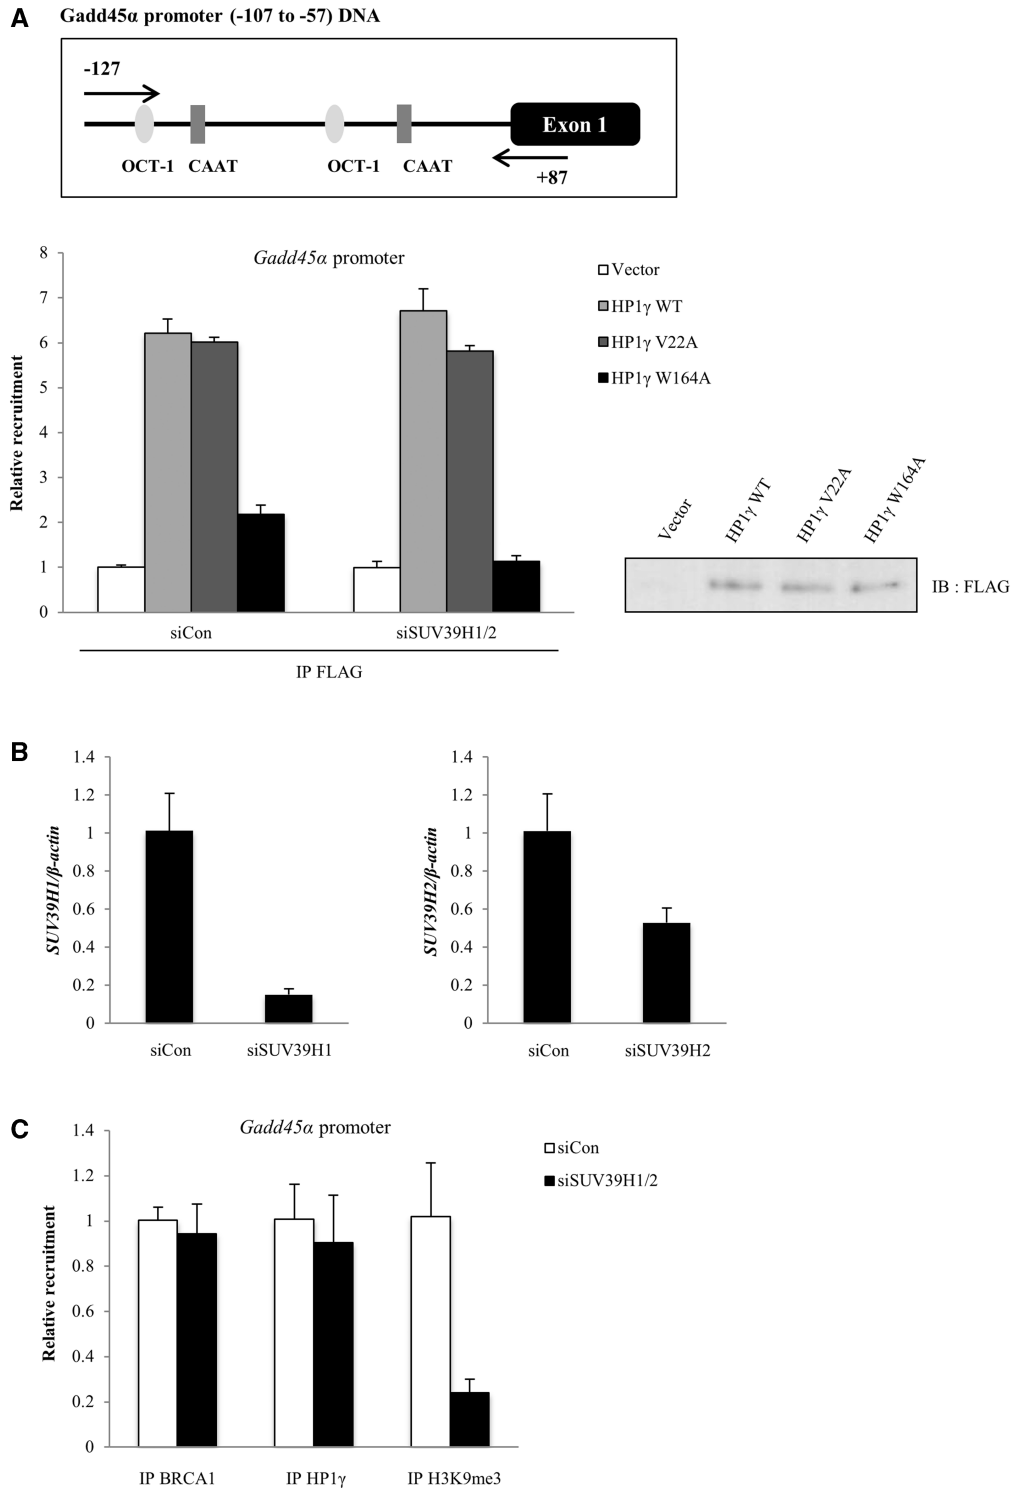 A
Gadd45α promoter (-107 to -57) DNA
-127
Exon 1
OCT-1 CAAT OCT-1 CAAT
+87
Gadd45α promoter
Relative recruitment
8
7
6
5
4
3
2
1
0
siCon siSUV39H1/2
IP FLAG
Vector
HP1γ WT
HP1γ V22A
HP1γ W164A
Vector HP1γ WT HP1γ V22A HP1γ W164A
IB : FLAG
B
SUV39H1/β-actin
1.4
1.2
1
0.8
0.6
0.4
0.2
0
siCon siSUV39H1
SUV39H2/β-actin
1.4
1.2
1
0.8
0.6
0.4
0.2
0
siCon siSUV39H2
C
Gadd45α promoter
Relative recruitment
1.4
1.2
1
0.8
0.6
0.4
0.2
0
IP BRCA1 IP HP1γ IP H3K9me3
siCon
siSUV39H1/2